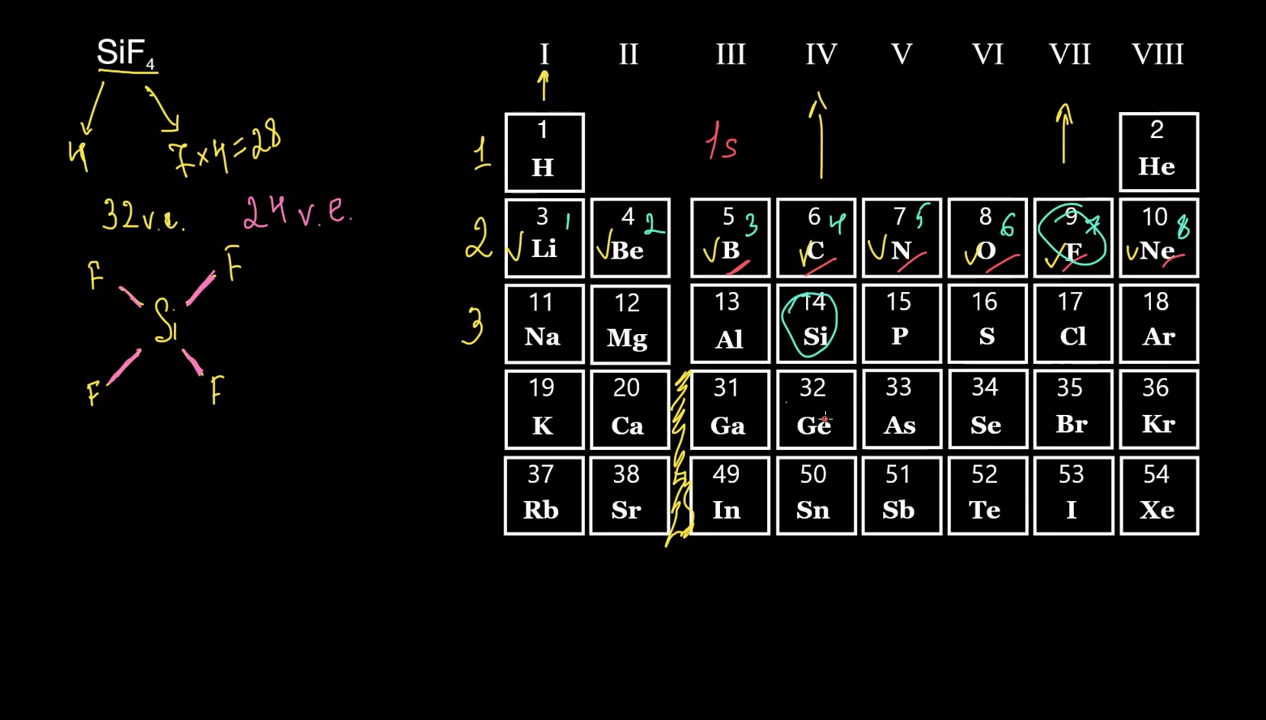 SiF₄
4 7×4=28
32 v.e. 24 v.e.
F F
Si
F F
I II III IV V VI VII VIII
1 1 H 1s 2 He
2 3 Li 1 4 Be 2 5 B 3 6 C 4 7 N 5 8 O 6 9 F 7 10 Ne 8
3 11 Na 12 Mg 13 Al 14 Si 15 P 16 S 17 Cl 18 Ar
19 K 20 Ca 31 Ga 32 Ge 33 As 34 Se 35 Br 36 Kr
37 Rb 38 Sr 49 In 50 Sn 51 Sb 52 Te 53 I 54 Xe